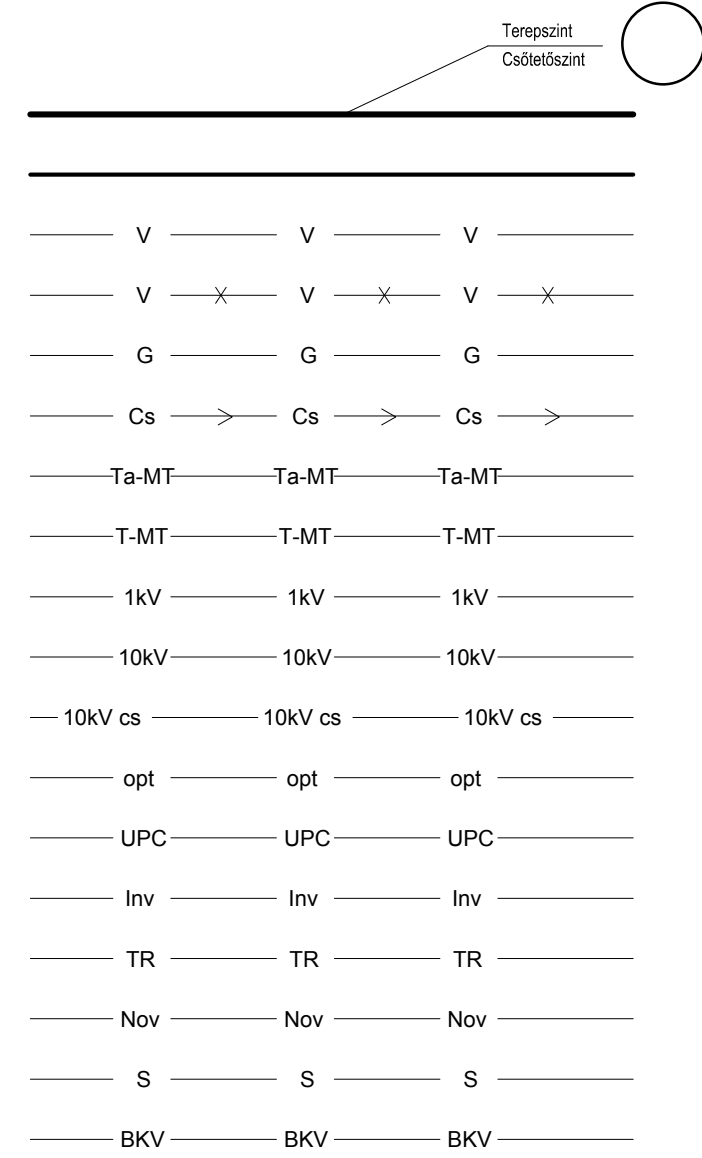 Terepszint
Csőtetőszint
V V V
V V V
G G G
Cs Cs Cs
Ta-MT Ta-MT Ta-MT
T-MT T-MT T-MT
1kV 1kV 1kV
10kV 10kV 10kV
10kV cs 10kV cs 10kV cs
opt opt opt
UPC UPC UPC
Inv Inv Inv
TR TR TR
Nov Nov Nov
S S S
BKV BKV BKV